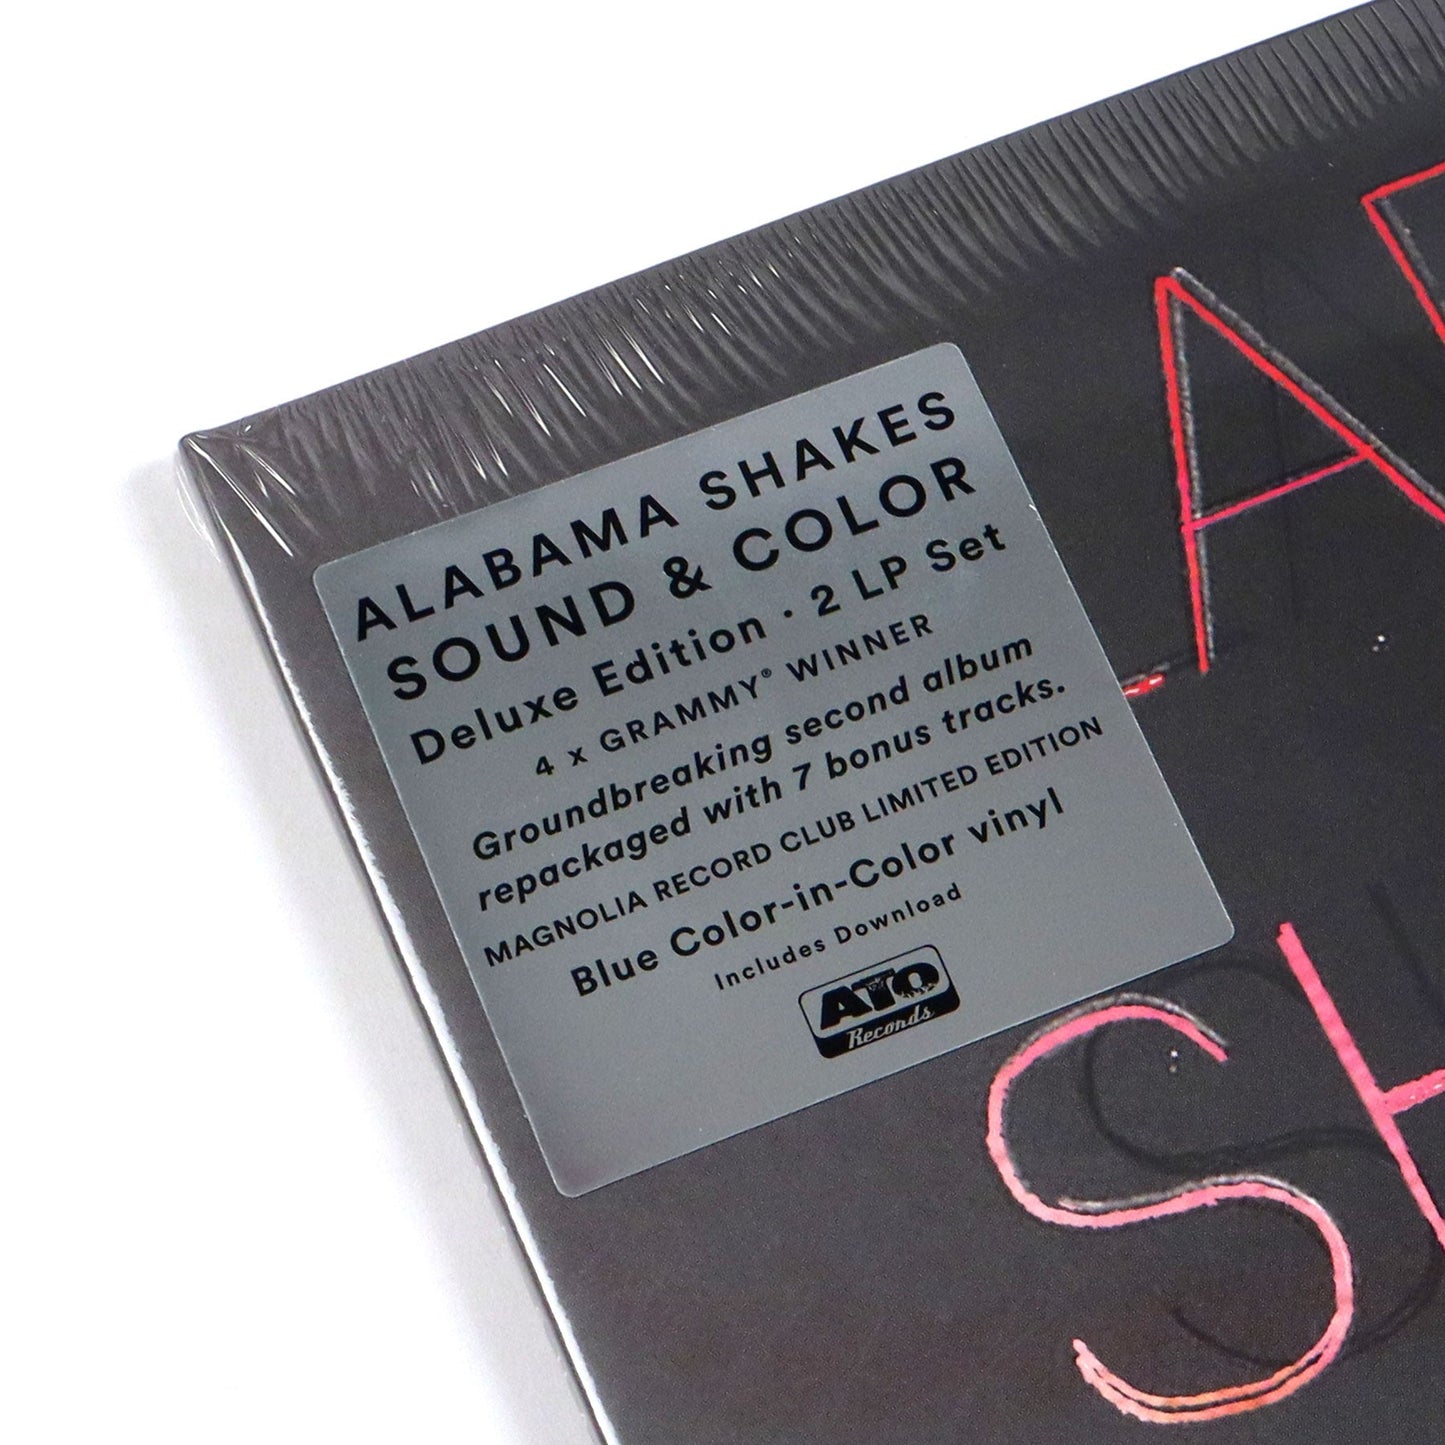 ALABAMA SHAKES
SOUND & COLOR
Deluxe Edition · 2 LP Set
4 x GRAMMY® WINNER
Groundbreaking second album
repackaged with 7 bonus tracks.
MAGNOLIA RECORD CLUB LIMITED EDITION
Blue Color-in-Color vinyl
Includes Download
ATO
Records
A
SH